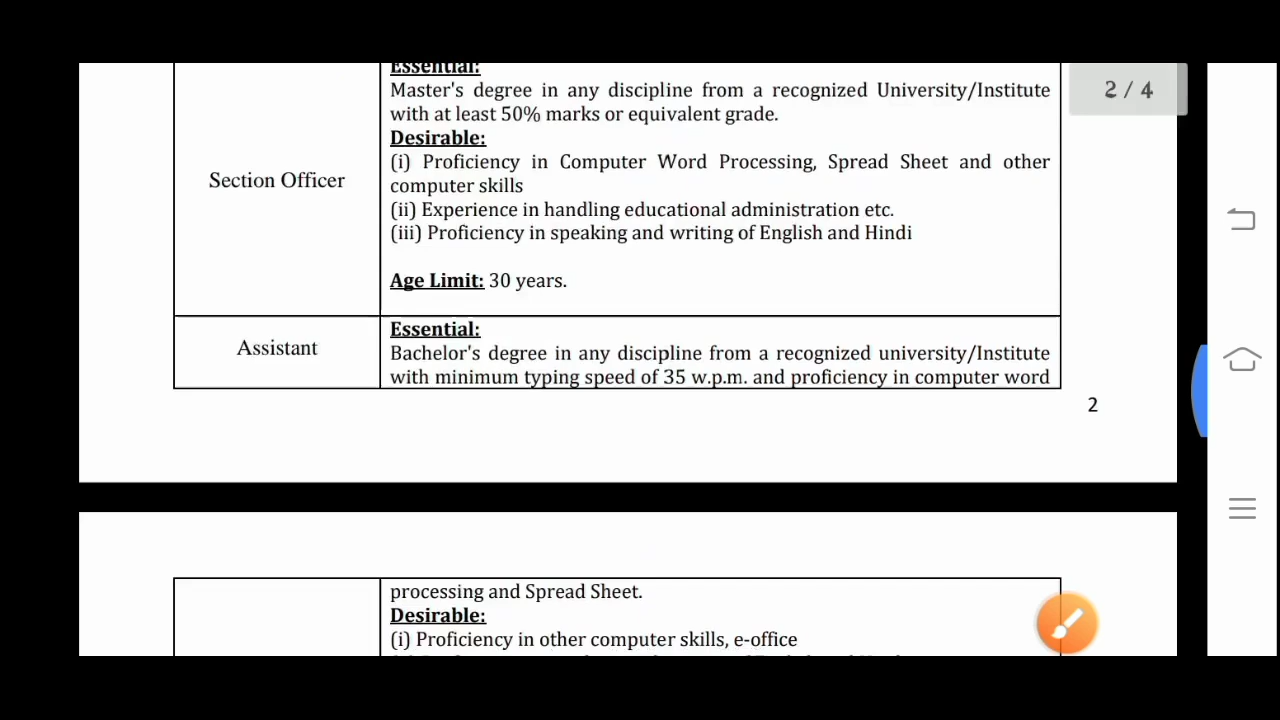 Essential:
Master's degree in any discipline from a recognized University/Institute
with at least 50% marks or equivalent grade.
Desirable:
(i) Proficiency in Computer Word Processing, Spread Sheet and other
computer skills
(ii) Experience in handling educational administration etc.
(iii) Proficiency in speaking and writing of English and Hindi
Age Limit: 30 years.
Section Officer
2 / 4
Assistant
Essential:
Bachelor's degree in any discipline from a recognized university/Institute
with minimum typing speed of 35 w.p.m. and proficiency in computer word
2
processing and Spread Sheet.
Desirable:
(i) Proficiency in other computer skills, e-office